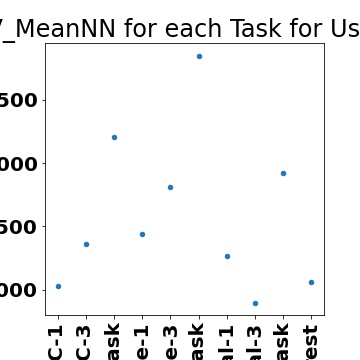 _MeanNN for each Task for Us
500
000
500
000
C-1
C-3
ask
e-1
e-3
ask
al-1
al-3
ask
est